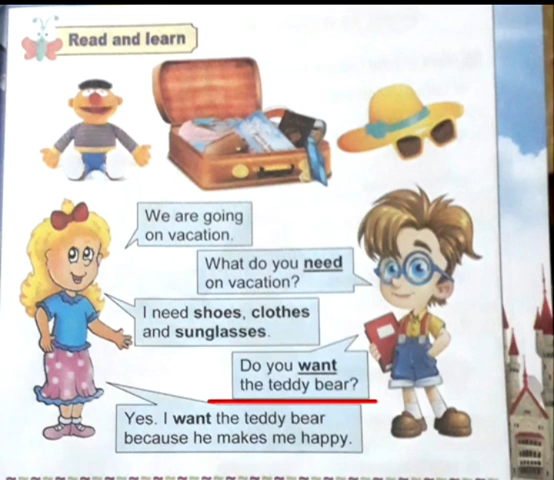 Read and learn
We are going
on vacation.
What do you need
on vacation?
I need shoes, clothes
and sunglasses.
Do you want
the teddy bear?
Yes. I want the teddy bear
because he makes me happy.